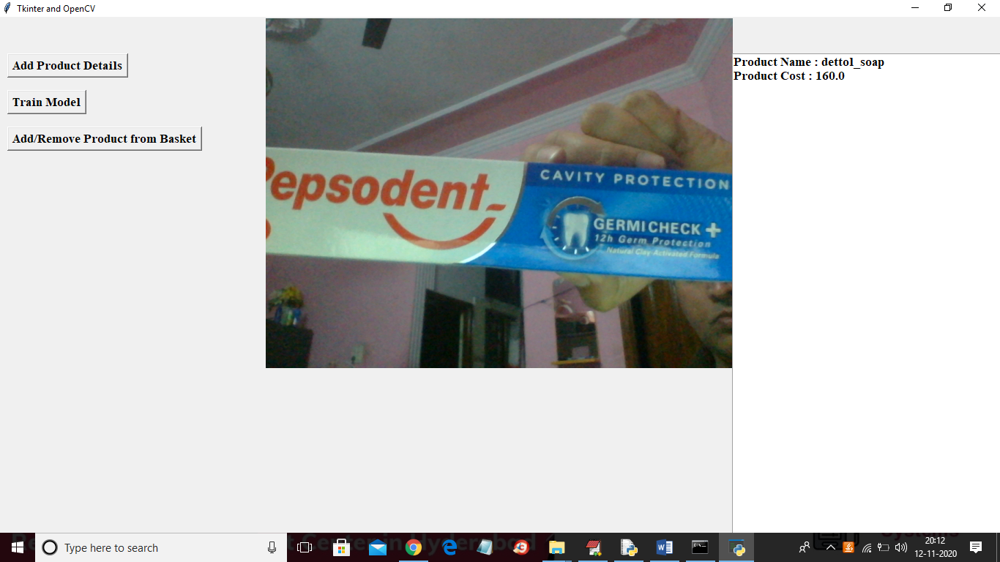 Tkinter and OpenCV
Add Product Details
Train Model
Add/Remove Product from Basket
epsodent
CAVITY PROTECTION
GERMICHECK +
12h Germ Protection
Natural Clay Activated Formula
Product Name : dettol_soap
Product Cost : 160.0
Type here to search
20:12
12-11-2020